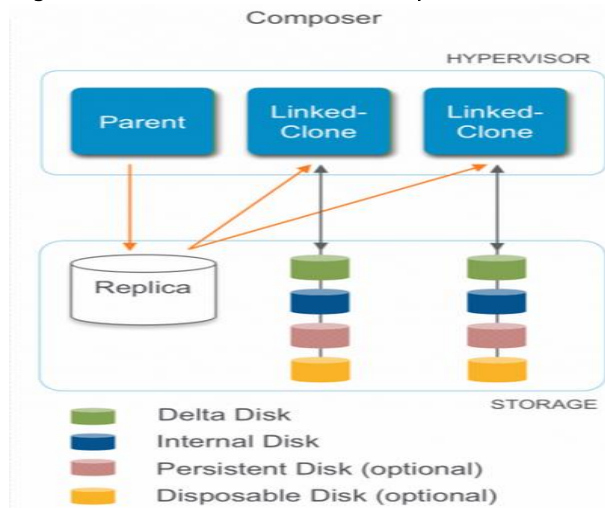 Composer
HYPERVISOR
Parent
Linked-
Clone
Linked-
Clone
Replica
STORAGE
Delta Disk
Internal Disk
Persistent Disk (optional)
Disposable Disk (optional)